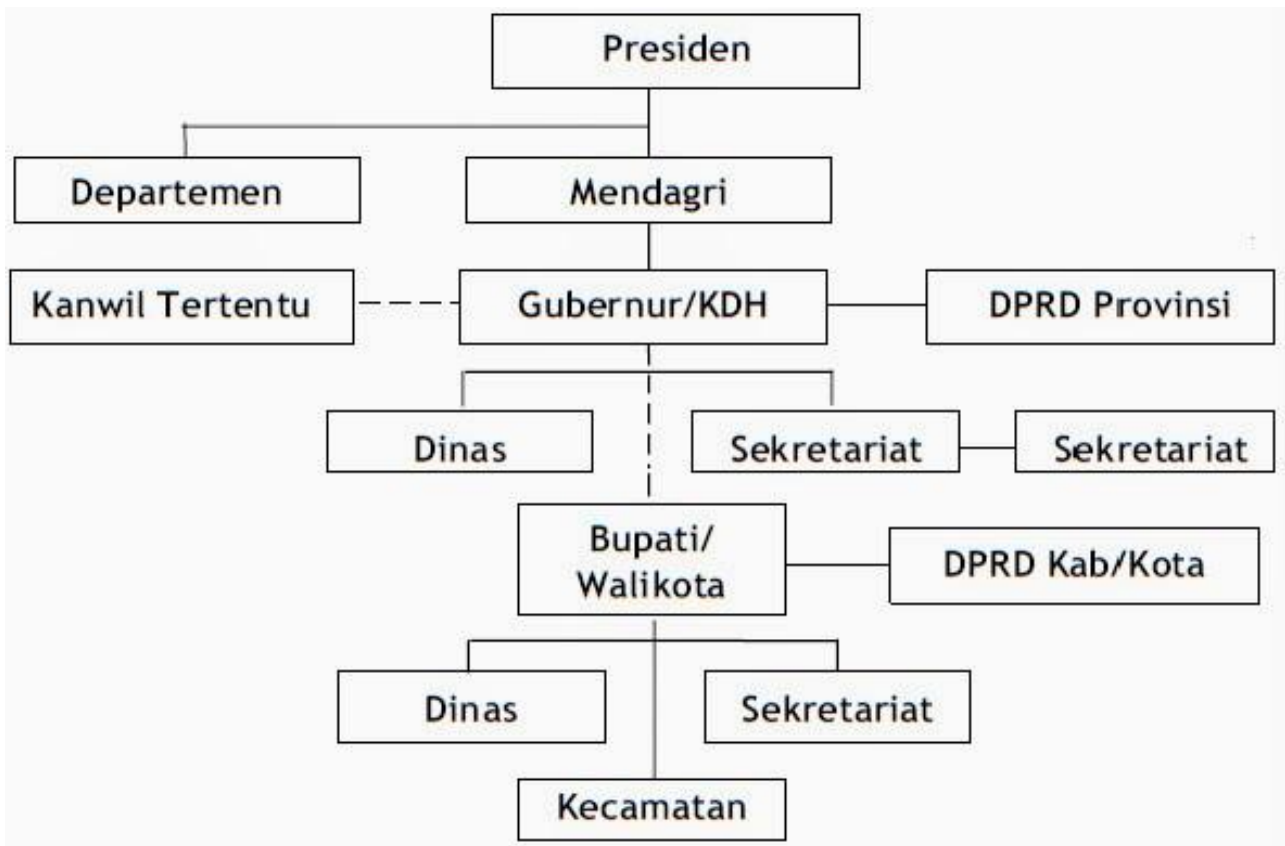 Presiden
Departemen
Mendagri
Kanwil Tertentu
Gubernur/KDH
DPRD Provinsi
Dinas
Sekretariat
Sekretariat
Bupati/
Walikota
DPRD Kab/Kota
Dinas
Sekretariat
Kecamatan